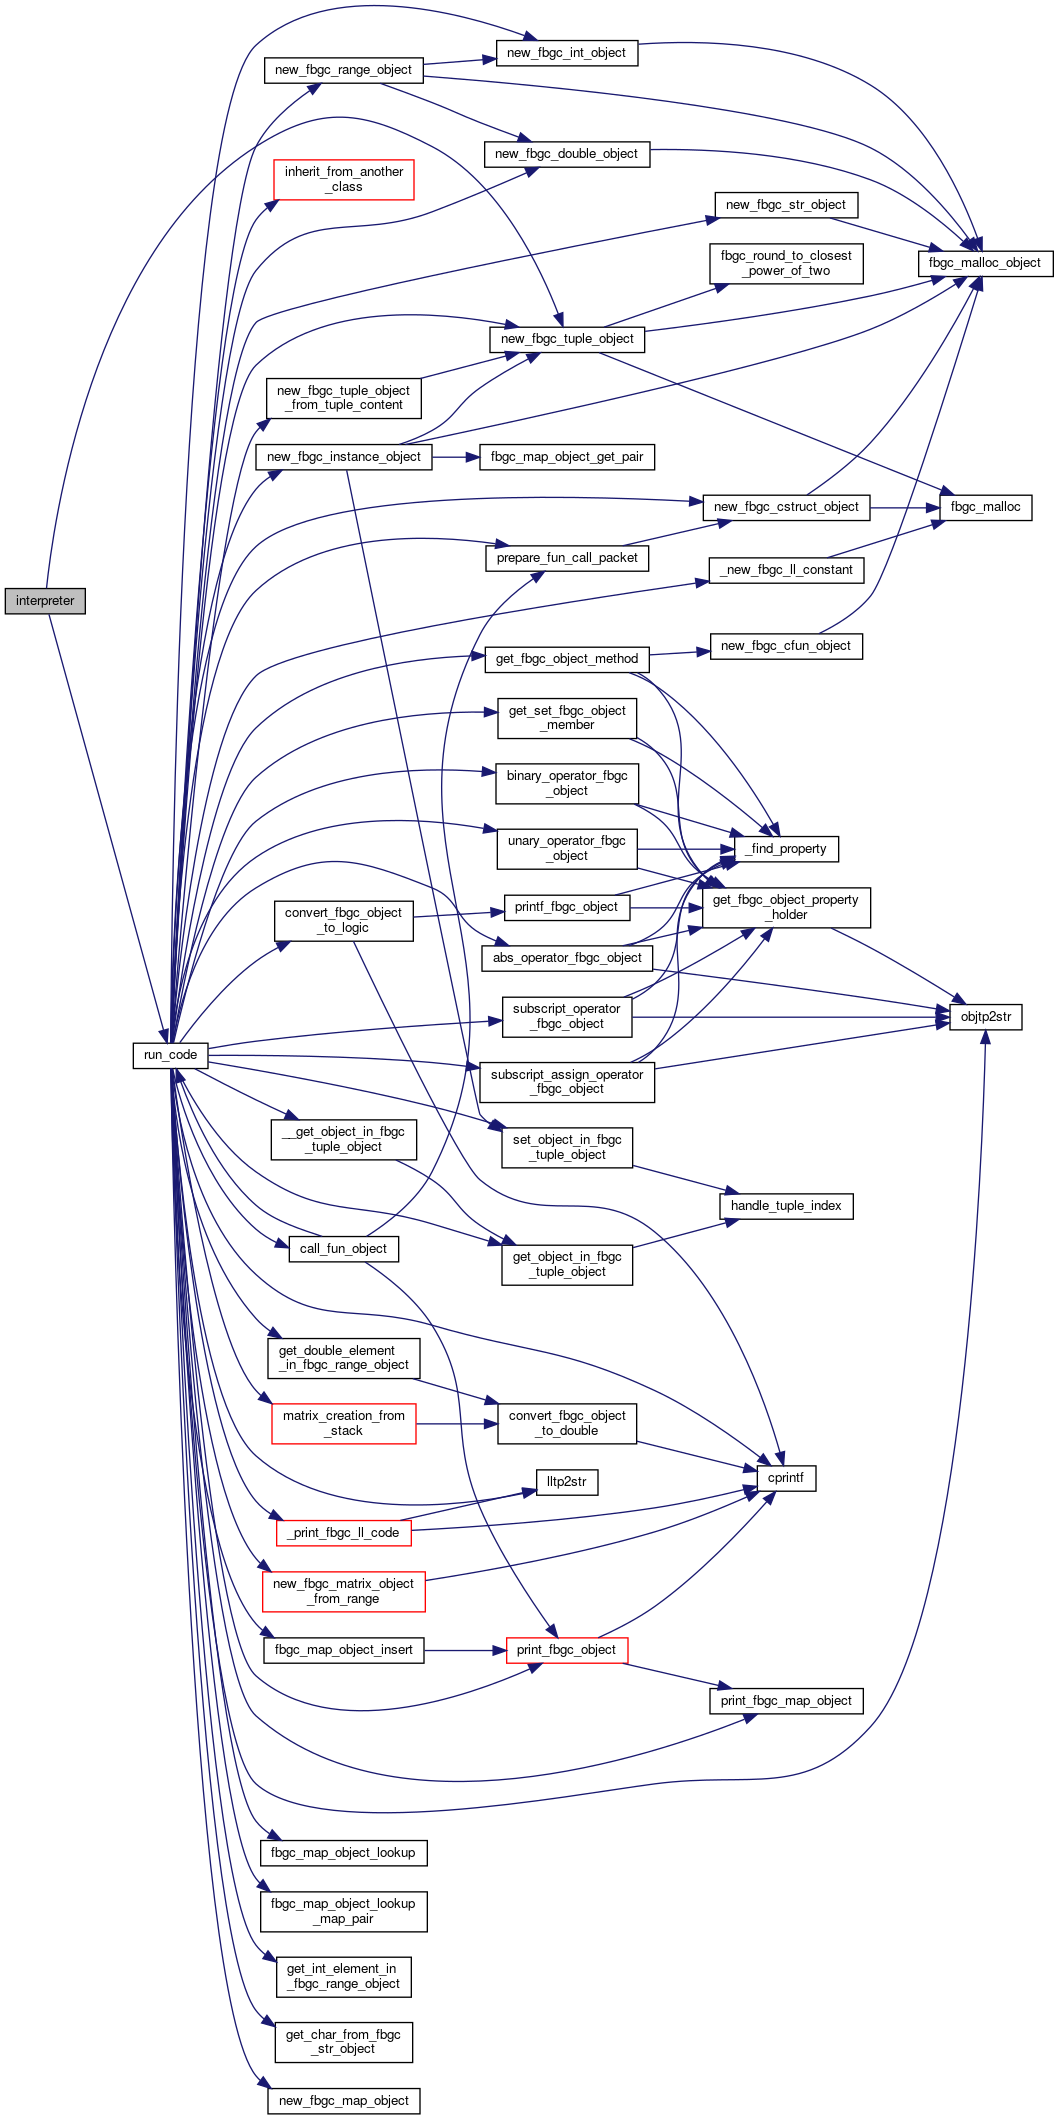 new_fbgc_int_object
new_fbgc_range_object
new_fbgc_double_object
inherit_from_another
_class
new_fbgc_str_object
fbgc_round_to_closest
_power_of_two
fbgc_malloc_object
new_fbgc_tuple_object
new_fbgc_tuple_object
_from_tuple_content
new_fbgc_instance_object
fbgc_map_object_get_pair
new_fbgc_cstruct_object
fbgc_malloc
prepare_fun_call_packet
_new_fbgc_ll_constant
interpreter
new_fbgc_cfun_object
get_fbgc_object_method
get_set_fbgc_object
_member
binary_operator_fbgc
_object
unary_operator_fbgc
_object
_find_property
printf_fbgc_object
get_fbgc_object_property
_holder
convert_fbgc_object
_to_logic
abs_operator_fbgc_object
subscript_operator
_fbgc_object
objtp2str
run_code
subscript_assign_operator
_fbgc_object
__get_object_in_fbgc
_tuple_object
set_object_in_fbgc
_tuple_object
handle_tuple_index
call_fun_object
get_object_in_fbgc
_tuple_object
get_double_element
_in_fbgc_range_object
matrix_creation_from
_stack
convert_fbgc_object
_to_double
cprintf
lltp2str
_print_fbgc_ll_code
new_fbgc_matrix_object
_from_range
fbgc_map_object_insert
print_fbgc_object
print_fbgc_map_object
fbgc_map_object_lookup
fbgc_map_object_lookup
_map_pair
get_int_element_in
_fbgc_range_object
get_char_from_fbgc
_str_object
new_fbgc_map_object